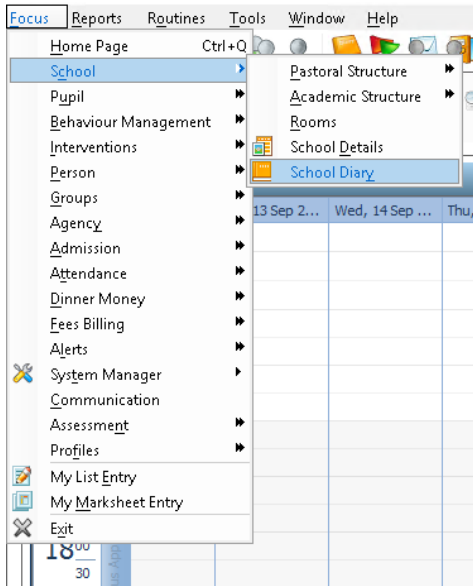 Focus Reports Routines Tools Window Help
Home Page Ctrl+Q
School
Pupil
Behaviour Management
Interventions
Person
Groups
Agency
Admission
Attendance
Dinner Money
Fees Billing
Alerts
System Manager
Communication
Assessment
Profiles
My List Entry
My Marksheet Entry
Exit
Pastoral Structure
Academic Structure
Rooms
School Details
School Diary
13 Sep 2... Wed, 14 Sep ... Thu,
18 00
30